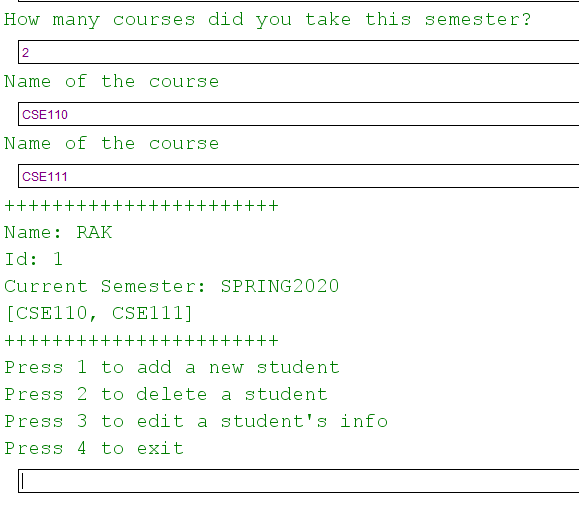 How many courses did you take this semester?
2
Name of the course
CSE110
Name of the course
CSE111
+++++++++++++++++++++++
Name: RAK
Id: 1
Current Semester: SPRING2020
[CSE110, CSE111]
+++++++++++++++++++++++
Press 1 to add a new student
Press 2 to delete a student
Press 3 to edit a student's info
Press 4 to exit